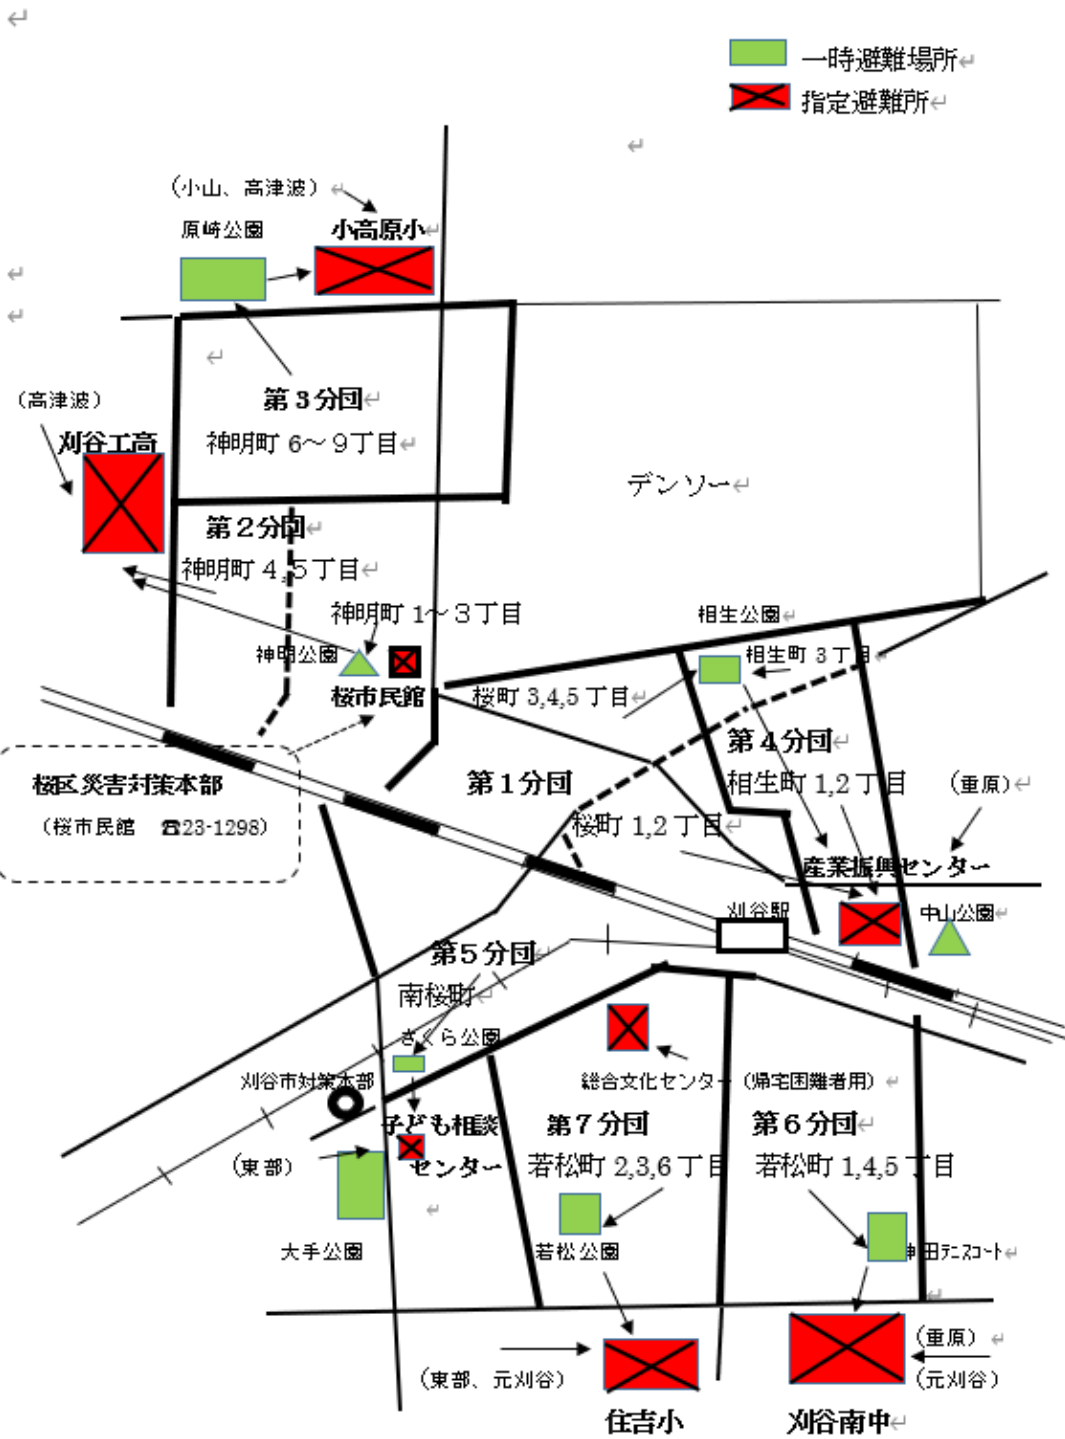 一時避難場所
指定避難所
（小山、高津波）
原崎公園
小高原小
第３分団
（高津波）
刈谷工高
神明町 6～９丁目
デンソー
第２分団
神明町 4,５丁目
神明町 1～３丁目
相生公園
神明公園
相生町 3 丁目
桜市民館
桜町 3,4,5 丁目
第４分団
桜区災害対策本部
第１分団
相生町 1,2 丁目
（重原）
（桜市民館　☎23-1298）
桜町 1,2 丁目
産業振興センター
刈谷駅
中山公園
第５分団
南桜町
さくら公園
刈谷市対策本部
総合文化センター（帰宅困難者用）
子ども相談
センター
第７分団
第６分団
（東部）
若松町 2,3,6 丁目
若松町 1,4,5 丁目
大手公園
若松公園
神田ﾃﾆｽｺｰﾄ
（重原）
（東部、元刈谷）
（元刈谷）
住吉小
刈谷南中